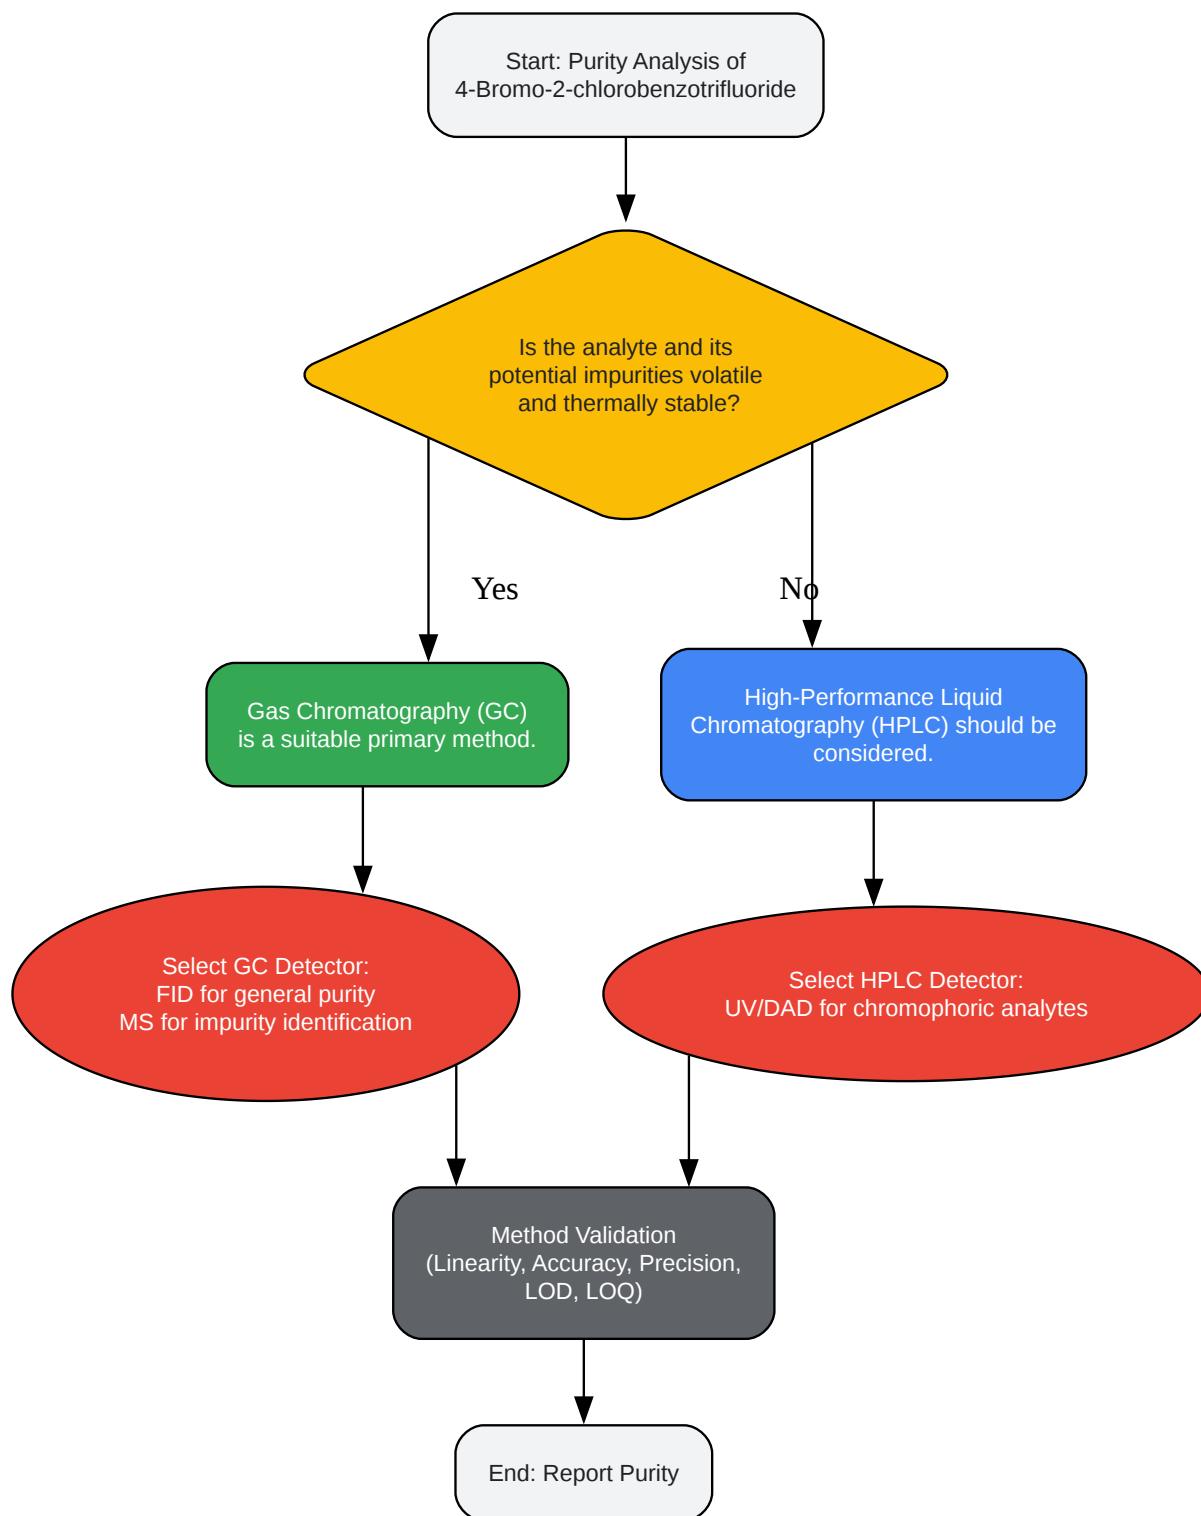 Start: Purity Analysis of
4-Bromo-2-chlorobenzotrifluoride
Is the analyte and its
potential impurities volatile
and thermally stable?
Yes
No
Gas Chromatography (GC)
is a suitable primary method.
High-Performance Liquid
Chromatography (HPLC) should be
considered.
Select GC Detector:
FID for general purity
MS for impurity identification
Select HPLC Detector:
UV/DAD for chromophoric analytes
Method Validation
(Linearity, Accuracy, Precision,
LOD, LOQ)
End: Report Purity